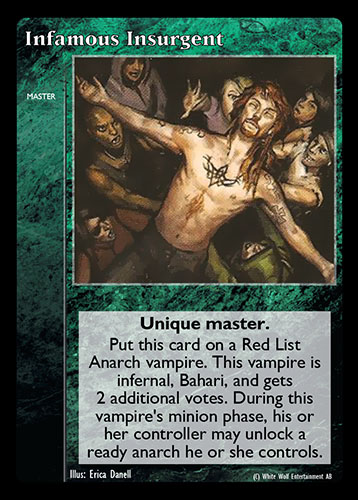 Infamous Insurgent
MASTER
Unique master.
Put this card on a Red List
Anarch vampire. This vampire is
infernal, Bahari, and gets
2 additional votes. During this
vampire's minion phase, his or
her controller may unlock a
ready anarch he or she controls.
Illus: Erica Danell
(C) White Wolf Entertainment AB